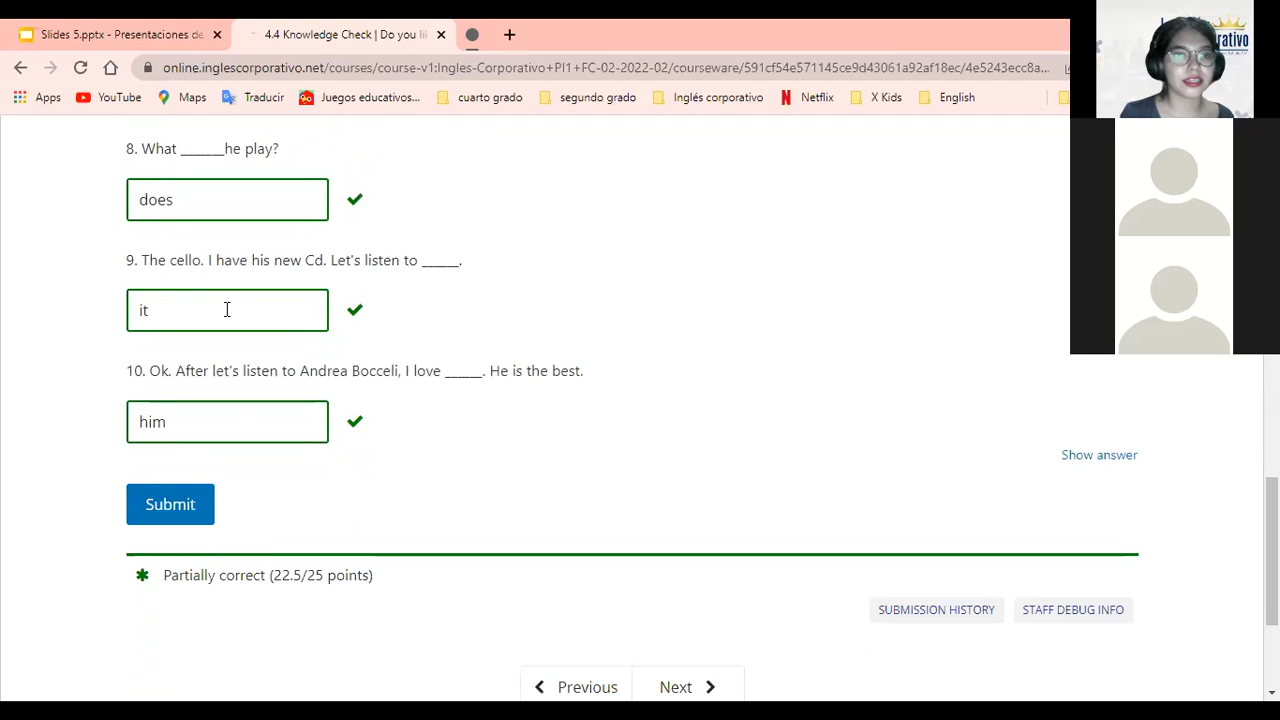 Slides 5.pptx - Presentaciones de
4.4 Knowledge Check | Do you li
online.inglescorporativo.net/courses/course-v1:Ingles-Corporativo+PI1+FC-02-2022-02/courseware/591cf54e371145ce9d43061a92af18ec/4e5243ecc8a...
Apps
YouTube
Maps
Traducir
Juegos educativos...
cuarto grado
segundo grado
Inglés corporativo
Netflix
X Kids
English
rativo
8. What ______he play?
does
9. The cello. I have his new Cd. Let's listen to _____.
it
10. Ok. After let's listen to Andrea Bocceli, I love _____. He is the best.
him
Show answer
Submit
Partially correct (22.5/25 points)
SUBMISSION HISTORY
STAFF DEBUG INFO
Previous
Next